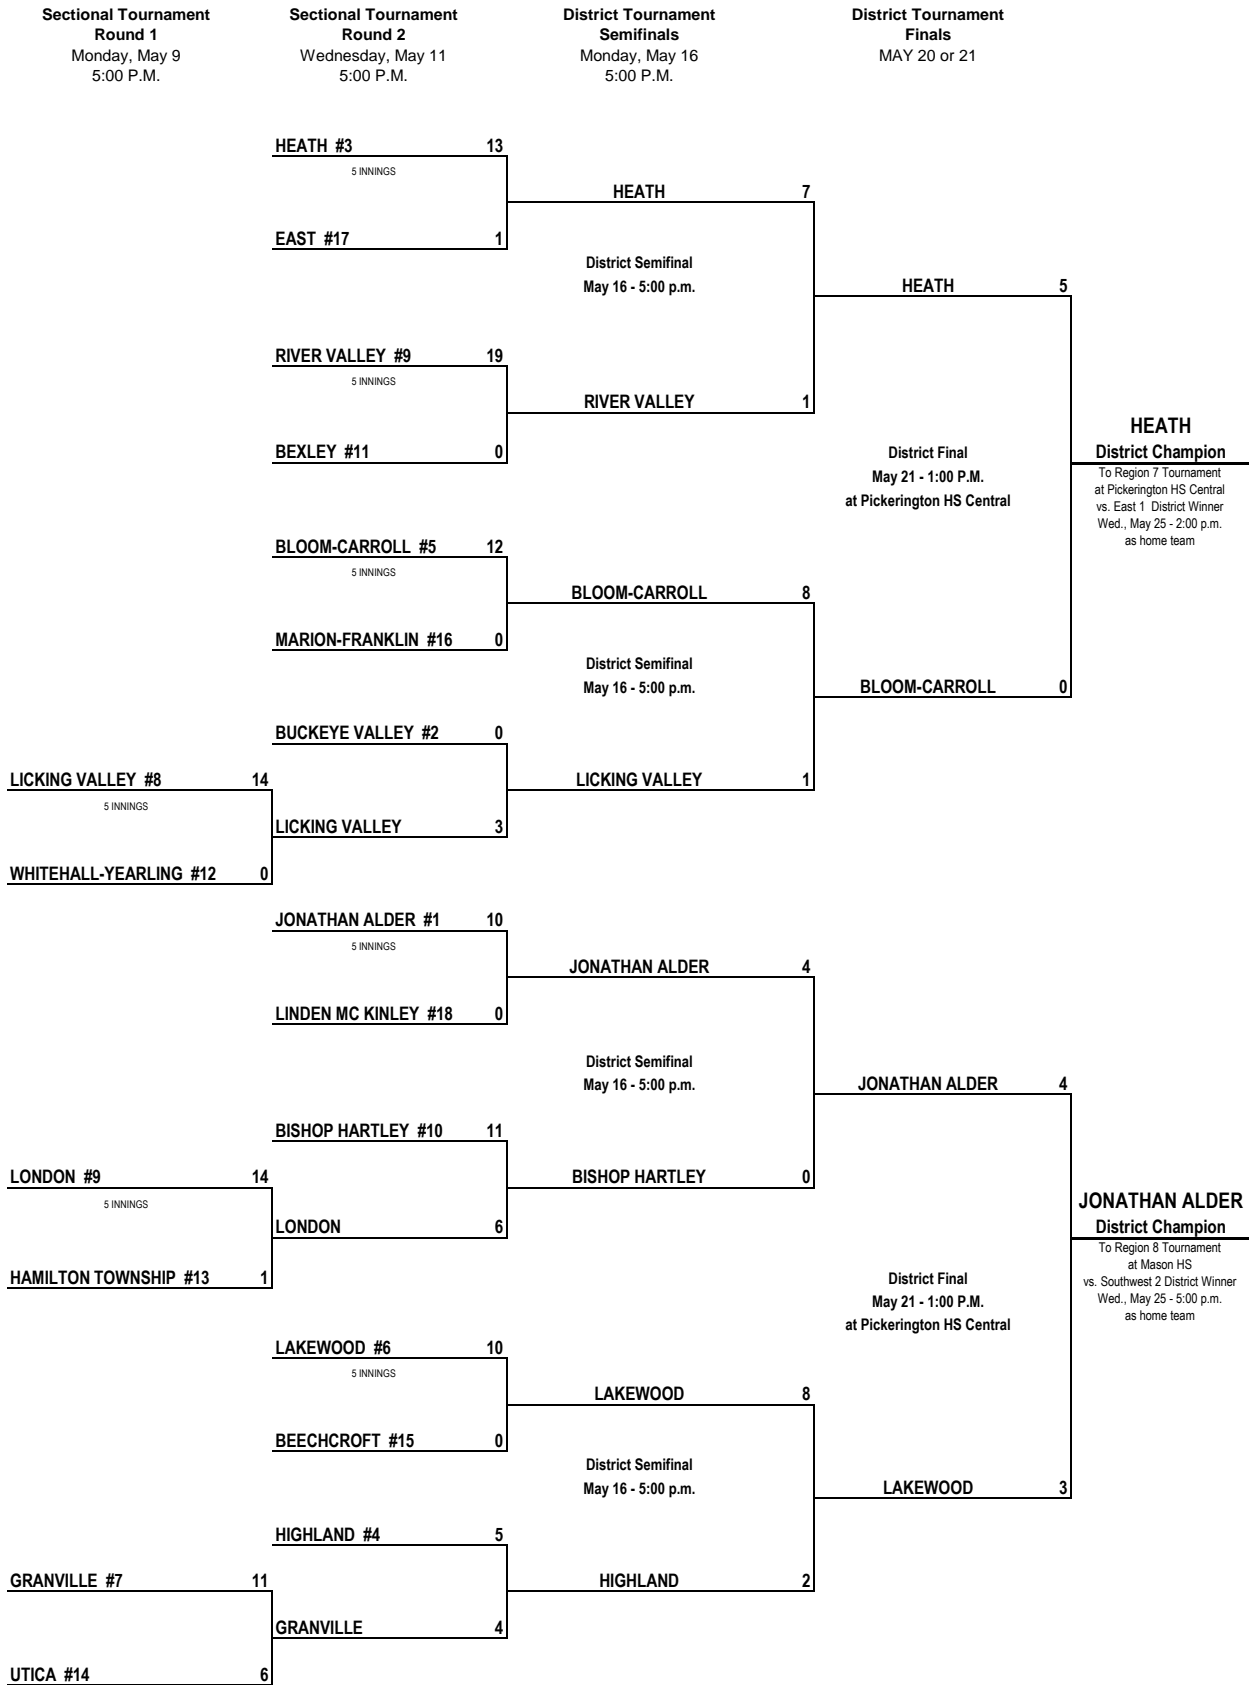 Sectional Tournament
Round 1
Monday, May 9
5:00 P.M.
Sectional Tournament
Round 2
Wednesday, May 11
5:00 P.M.
District Tournament
Semifinals
Monday, May 16
5:00 P.M.
District Tournament
Finals
MAY 20 or 21
HEATH #3 13
5 INNINGS
HEATH 7
EAST #17 1
District Semifinal
May 16 - 5:00 p.m.
HEATH 5
RIVER VALLEY #9 19
5 INNINGS
RIVER VALLEY 1
BEXLEY #11 0
District Final
May 21 - 1:00 P.M.
at Pickerington HS Central
HEATH
District Champion
To Region 7 Tournament
at Pickerington HS Central
vs. East 1 District Winner
Wed., May 25 - 2:00 p.m.
as home team
BLOOM-CARROLL #5 12
5 INNINGS
BLOOM-CARROLL 8
MARION-FRANKLIN #16 0
District Semifinal
May 16 - 5:00 p.m.
BLOOM-CARROLL 0
BUCKEYE VALLEY #2 0
LICKING VALLEY #8 14
5 INNINGS
LICKING VALLEY 1
LICKING VALLEY 3
WHITEHALL-YEARLING #12 0
JONATHAN ALDER #1 10
5 INNINGS
JONATHAN ALDER 4
LINDEN MC KINLEY #18 0
District Semifinal
May 16 - 5:00 p.m.
JONATHAN ALDER 4
BISHOP HARTLEY #10 11
LONDON #9 14
5 INNINGS
BISHOP HARTLEY 0
LONDON 6
HAMILTON TOWNSHIP #13 1
District Final
May 21 - 1:00 P.M.
at Pickerington HS Central
JONATHAN ALDER
District Champion
To Region 8 Tournament
at Mason HS
vs. Southwest 2 District Winner
Wed., May 25 - 5:00 p.m.
as home team
LAKEWOOD #6 10
5 INNINGS
LAKEWOOD 8
BEECHCROFT #15 0
District Semifinal
May 16 - 5:00 p.m.
LAKEWOOD 3
HIGHLAND #4 5
GRANVILLE #7 11
HIGHLAND 2
GRANVILLE 4
UTICA #14 6